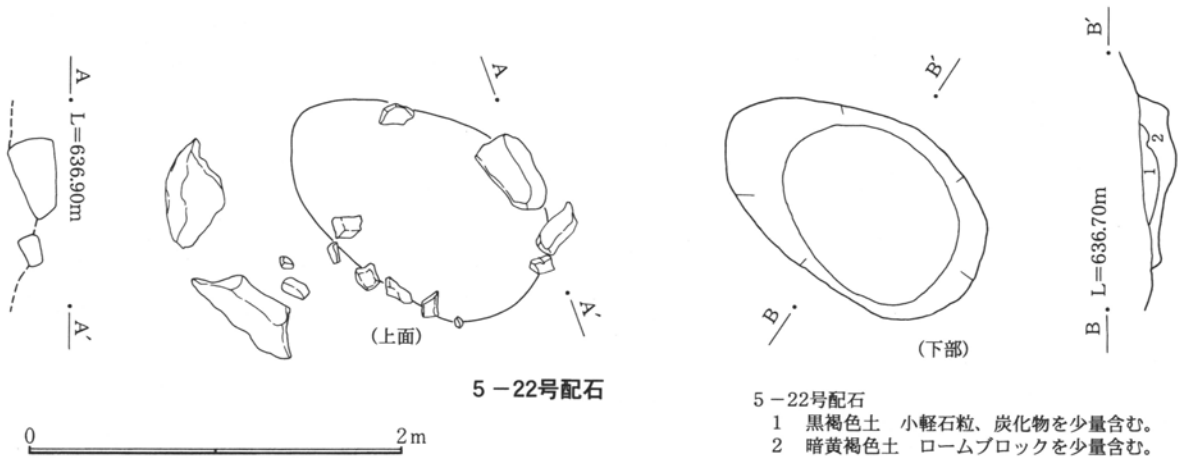 A
L=636.90m
A′
A
A′
(上面)
5－22号配石
0
2m
B′
B
(下部)
B′
2
1
L=636.70m
B
5－22号配石
1 黒褐色土 小軽石粒、炭化物を少量含む。
2 暗黄褐色土 ロームブロックを少量含む。